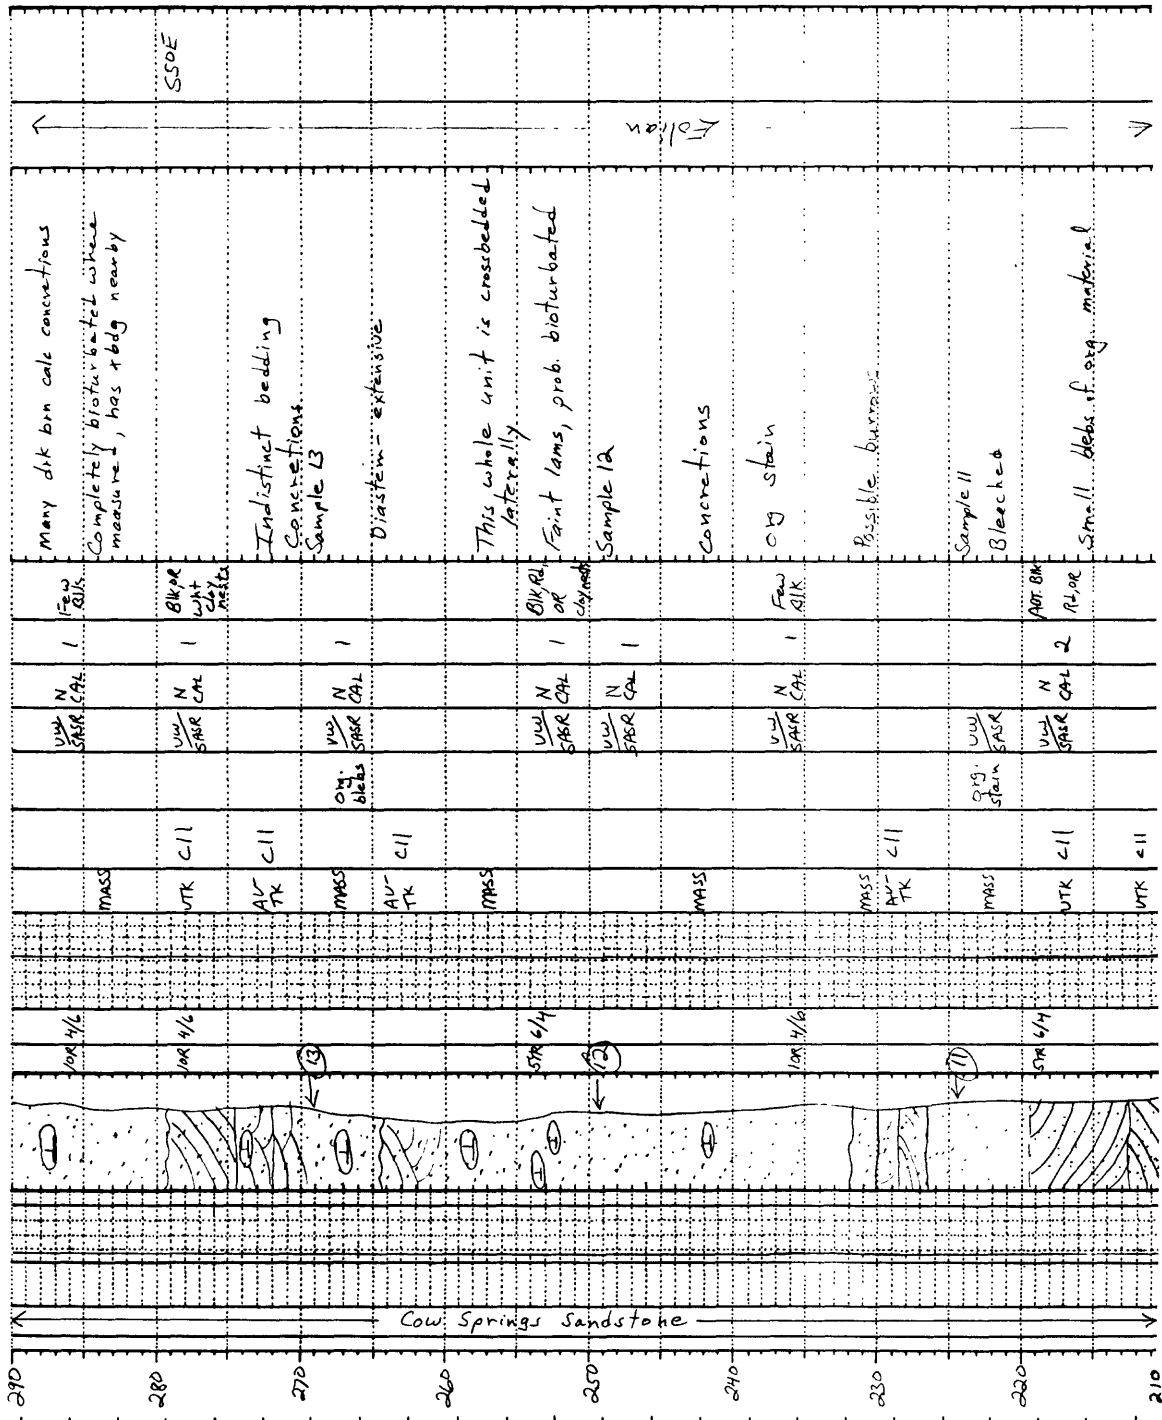 SSOE
Eolian
Many drk brn calc concretions
Completely bioturbated where
measured, has xbdg nearby
Indistinct bedding
Concretions
Sample 13
Diastem - extensive
This whole unit is crossbedded
laterally
Faint lams, prob. bioturbated
Sample 12
Concretions
org stain
Possible burrows
Sample 11
Bleached
Small blebs of org. material
Few
Blk
Blk, OR
wht
clay
nests
Blk, Rd,
OR
clay nests
Few
Blk
ABT. Blk
Rd, OR
1
1
1
1
1
1
2
N
CAL
N
CAL
N
CAL
N
CAL
N
CAL
N
CAL
N
CAL
VW/
SASR
VW/
SASR
VW/
SASR
VW/
SASR
VW/
SASR
VW/
SASR
VW/
SASR
VW/
SASR
org.
blebs
org.
stain
C11
C11
C11
C11
C11
C11
MASS
VTK
AV-
TK
MASS
AV-
TK
MASS
MASS
MASS
AV-
TK
MASS
VTK
VTK
10R 4/6
10R 4/6
5YR 6/4
10R 4/6
5YR 6/4
13
12
11
Cow Springs Sandstone
290
280
270
260
250
240
230
220
210